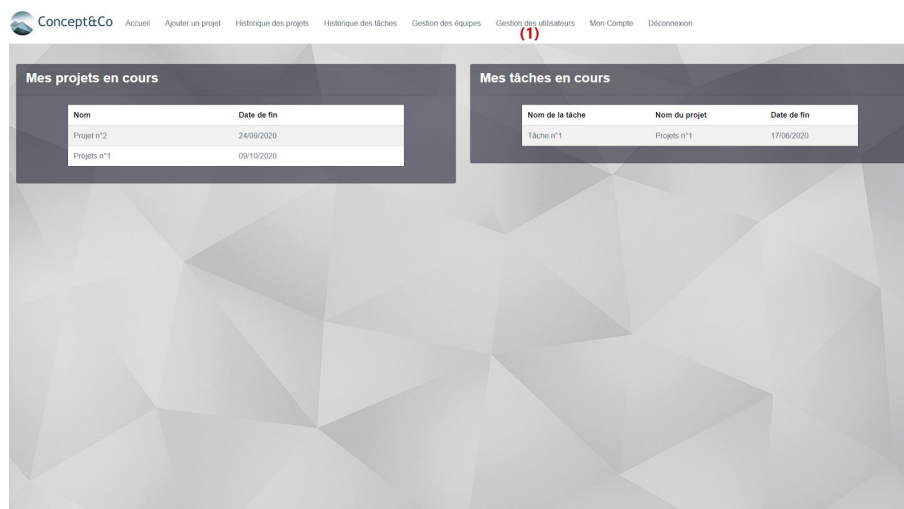 Concept&Co Accueil Ajouter un projet Historique des projets Historique des tâches Gestion des équipes Gestion des utilisateurs Mon Compte Déconnexion
(1)
Mes projets en cours
Nom Date de fin
Projet n°2 24/09/2020
Projets n°1 09/10/2020
Mes tâches en cours
Nom de la tâche Nom du projet Date de fin
Tâche n°1 Projets n°1 17/06/2020